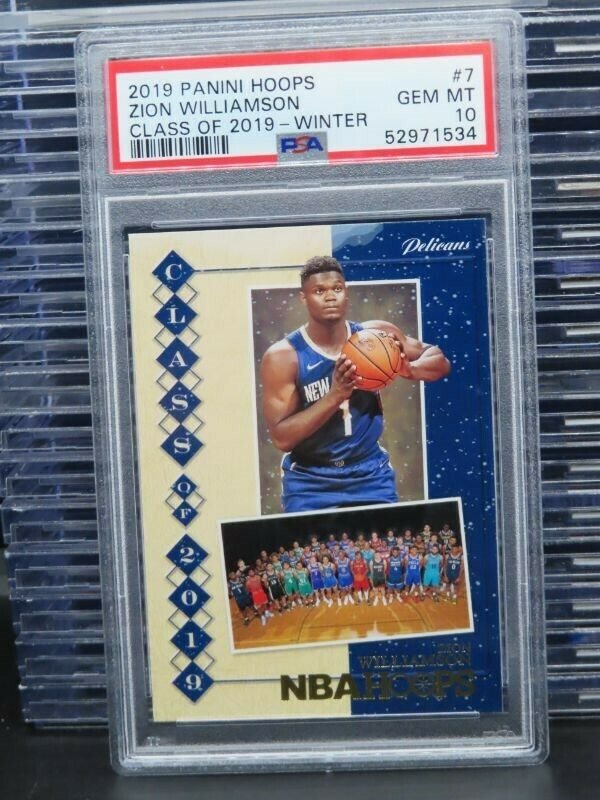 2019 PANINI HOOPS #7
ZION WILLIAMSON GEM MT
CLASS OF 2019 – WINTER 10
PSA 52971534
Pelicans
CLASS OF 2019
NEW
1
ZION
WILLIAMSON
NBA HOOPS